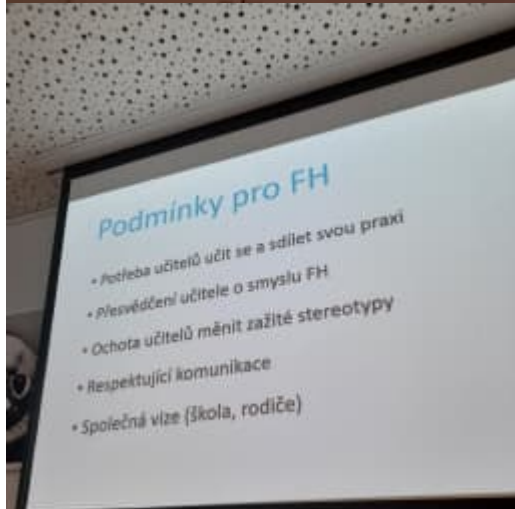 Podmínky pro FH
• Potřeba učitelů učit se a sdílet svou praxi
• Přesvědčení učitele o smyslu FH
• Ochota učitelů měnit zažité stereotypy
• Respektující komunikace
• Společná vize (škola, rodiče)